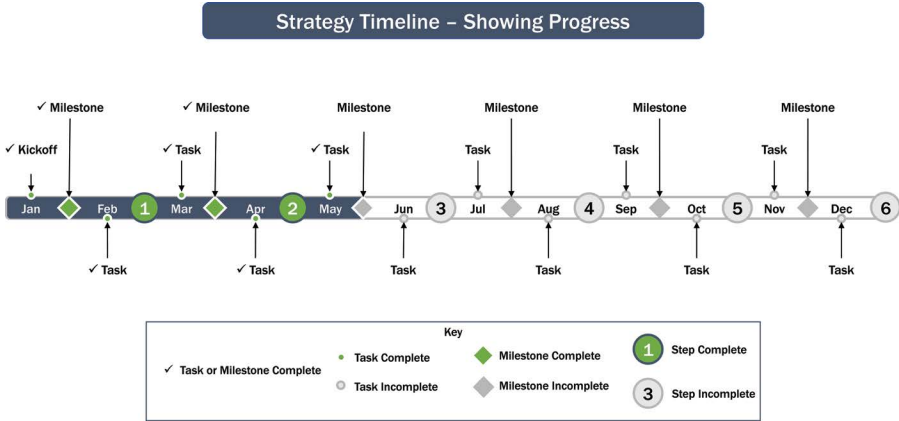 Strategy Timeline – Showing Progress
✓ Milestone ✓ Milestone Milestone Milestone Milestone Milestone
✓ Kickoff ✓ Task ✓ Task Task Task Task
Jan Feb 1 Mar Apr 2 May Jun 3 Jul Aug 4 Sep Oct 5 Nov Dec 6
✓ Task ✓ Task Task Task Task Task
Key
✓ Task or Milestone Complete
Task Complete
Task Incomplete
Milestone Complete
Milestone Incomplete
1 Step Complete
3 Step Incomplete